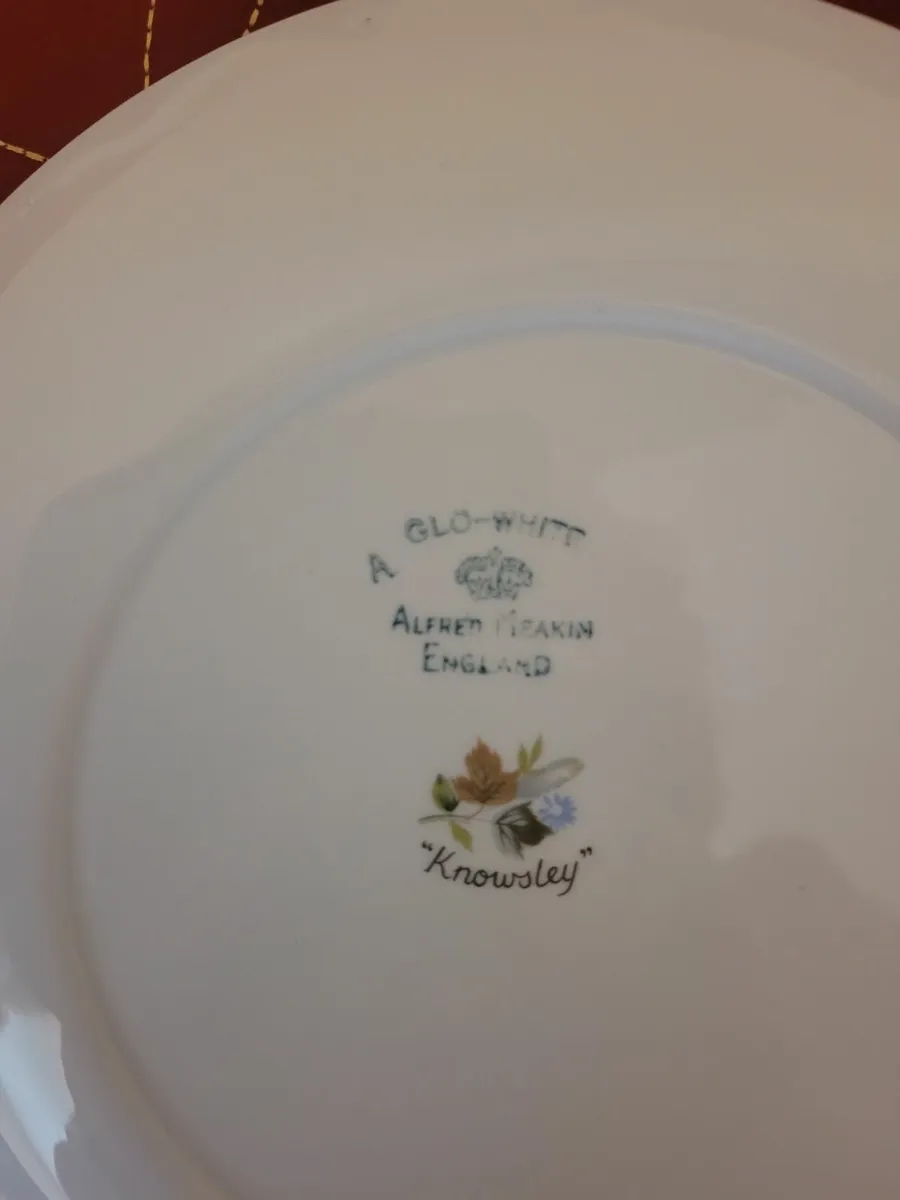 GLO-WHITE
A
ALFRED MEAKIN
ENGLAND
"Knowsley"